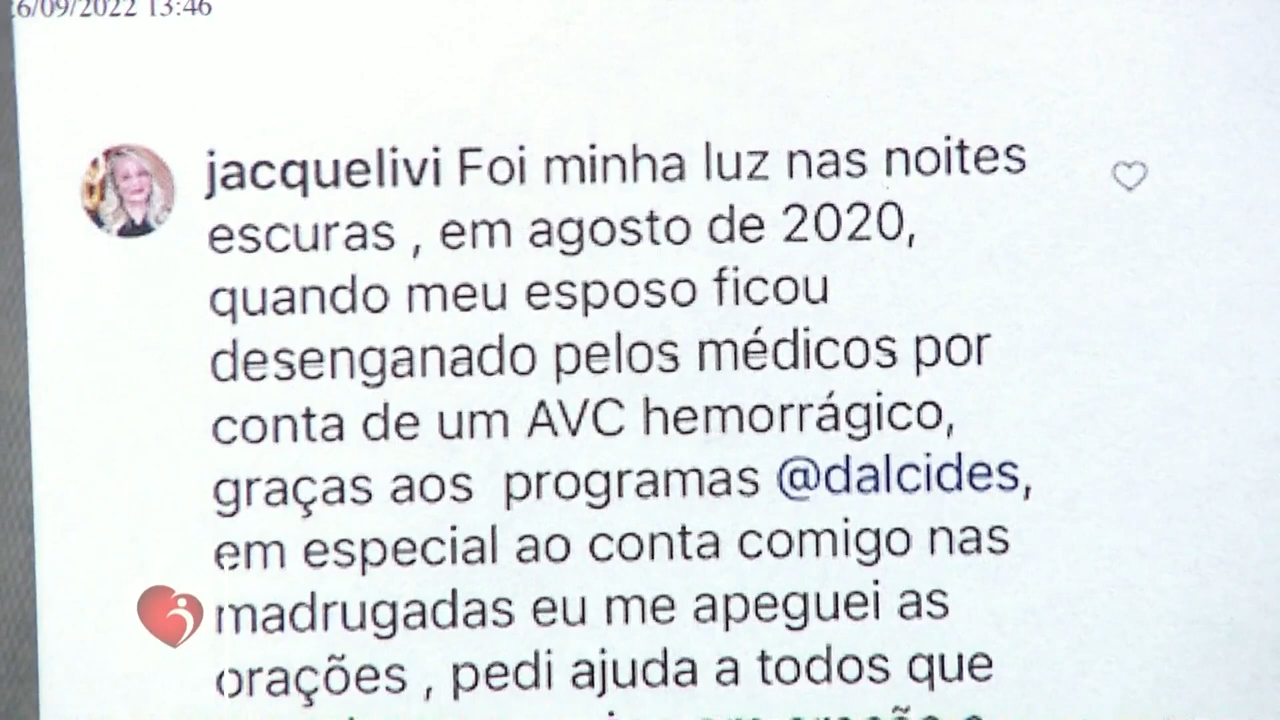 6/09/2022 13:46
jacquelivi Foi minha luz nas noites
escuras , em agosto de 2020,
quando meu esposo ficou
desenganado pelos médicos por
conta de um AVC hemorrágico,
graças aos programas @dalcides,
em especial ao conta comigo nas
madrugadas eu me apeguei as
orações , pedi ajuda a todos que